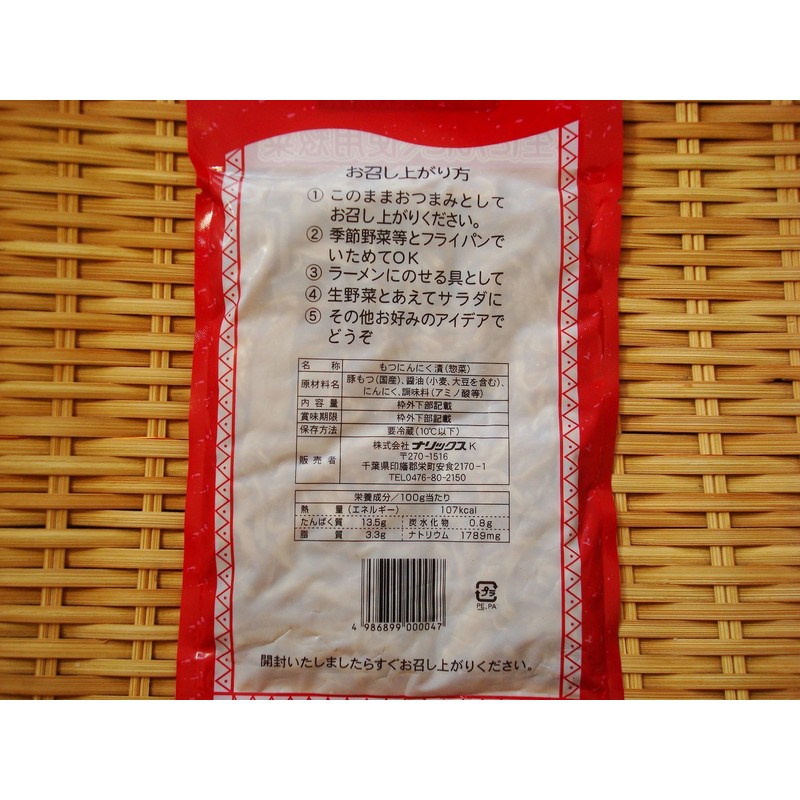 お召し上がり方
① このままおつまみとして
お召し上がりください。
② 季節野菜等とフライパンで
いためてOK
③ ラーメンにのせる具として
④ 生野菜とあえてサラダに
⑤ その他お好みのアイデアで
どうぞ
名称 もつにんにく漬(惣菜)
原材料名 豚もつ(国産)、醤油(小麦、大豆を含む)、
にんにく、調味料(アミノ酸等)
内容量 枠外下部記載
賞味期限 枠外下部記載
保存方法 要冷蔵(10℃以下)
販売者 株式会社ナリックスK
〒270-1516
千葉県印旛郡栄町安食2170-1
TEL0476-80-2150
栄養成分/100g当たり
熱量(エネルギー) 107kcal
たんぱく質 13.5g 炭水化物 0.8g
脂質 3.3g ナトリウム 1789mg
プラ
PE,PA
4 986899 000047
開封いたしましたらすぐお召し上がりください。